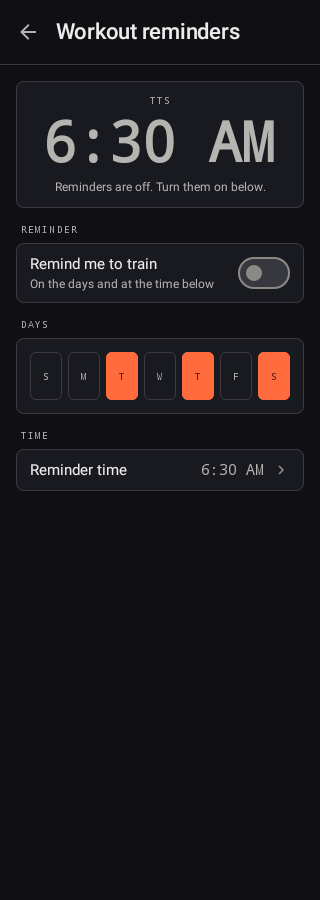 Workout reminders
TTS
6:30 AM
Reminders are off. Turn them on below.
REMINDER
Remind me to train
On the days and at the time below
DAYS
S M T W T F S
TIME
Reminder time 6:30 AM